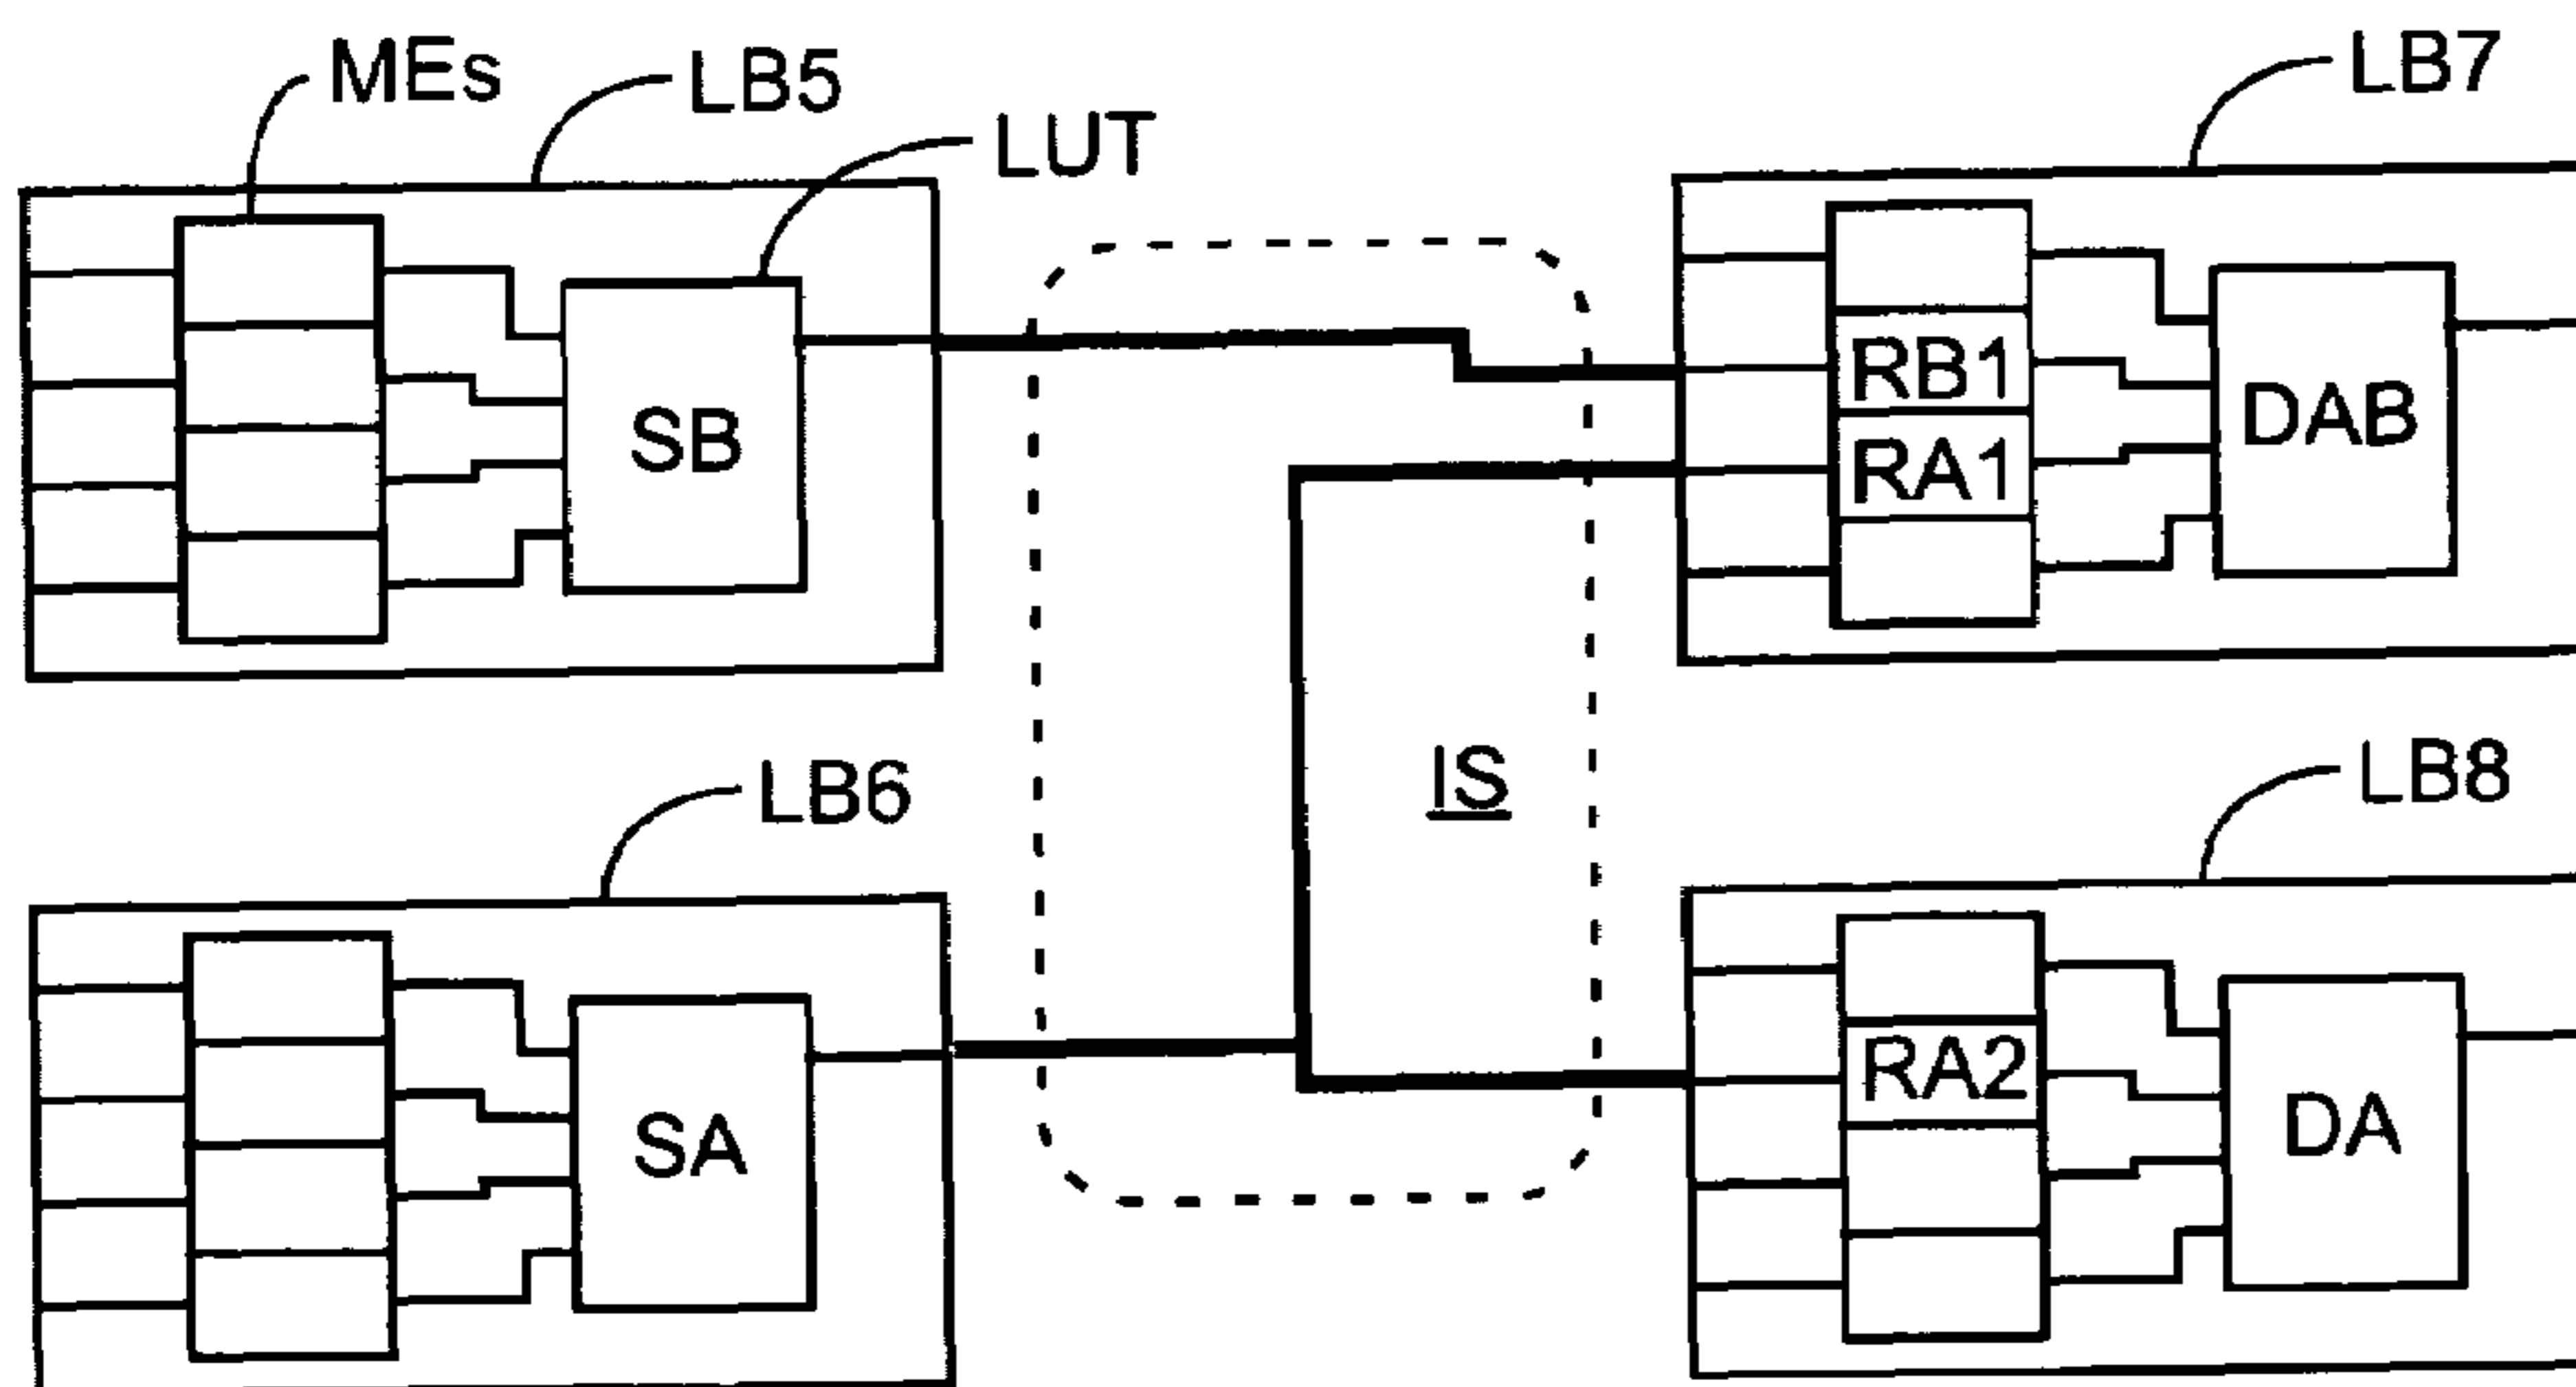 MEs
LB5
LUT
LB7
SB
RB1
RA1
DAB
IS
LB6
LB8
SA
RA2
DA